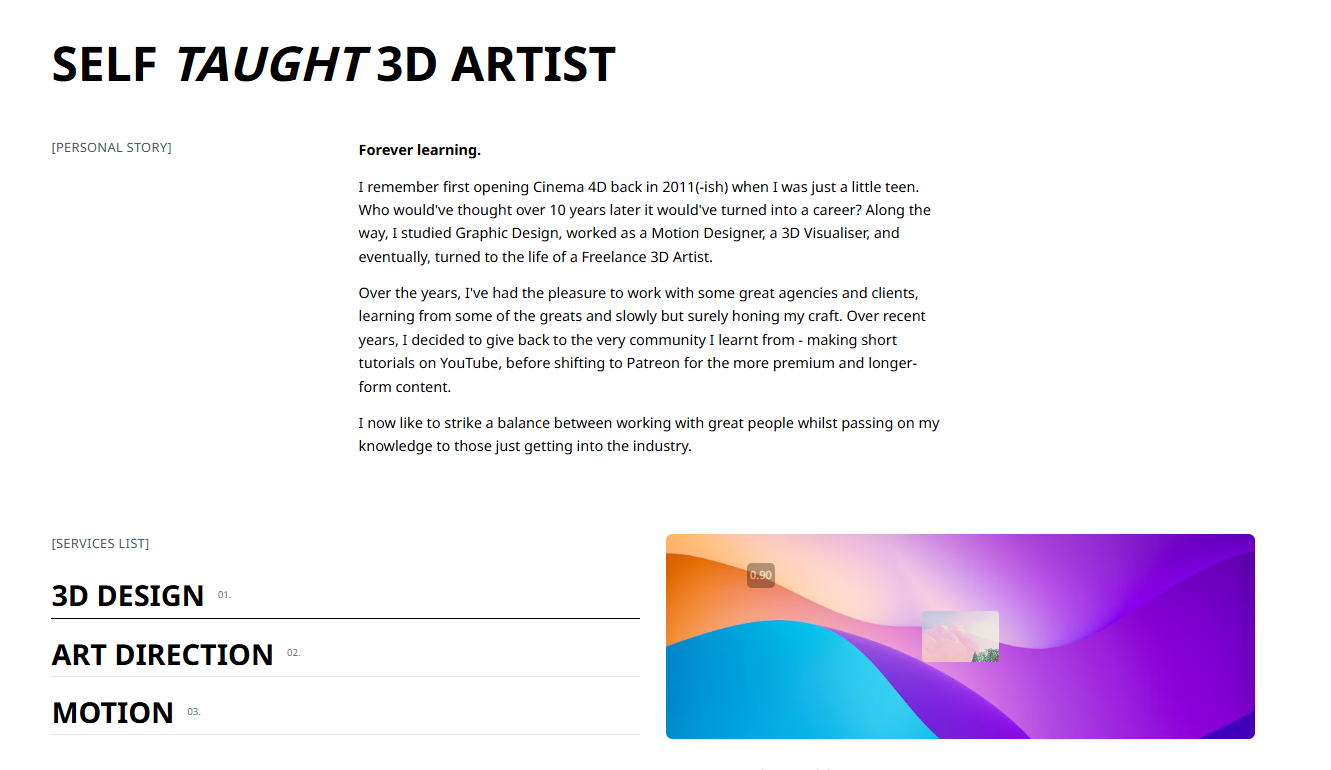 SELF TAUGHT 3D ARTIST
[PERSONAL STORY]
Forever learning.
I remember first opening Cinema 4D back in 2011(-ish) when I was just a little teen.
Who would've thought over 10 years later it would've turned into a career? Along the
way, I studied Graphic Design, worked as a Motion Designer, a 3D Visualiser, and
eventually, turned to the life of a Freelance 3D Artist.
Over the years, I've had the pleasure to work with some great agencies and clients,
learning from some of the greats and slowly but surely honing my craft. Over recent
years, I decided to give back to the very community I learnt from - making short
tutorials on YouTube, before shifting to Patreon for the more premium and longer-
form content.
I now like to strike a balance between working with great people whilst passing on my
knowledge to those just getting into the industry.
[SERVICES LIST]
3D DESIGN 01.
ART DIRECTION 02.
MOTION 03.
0.90